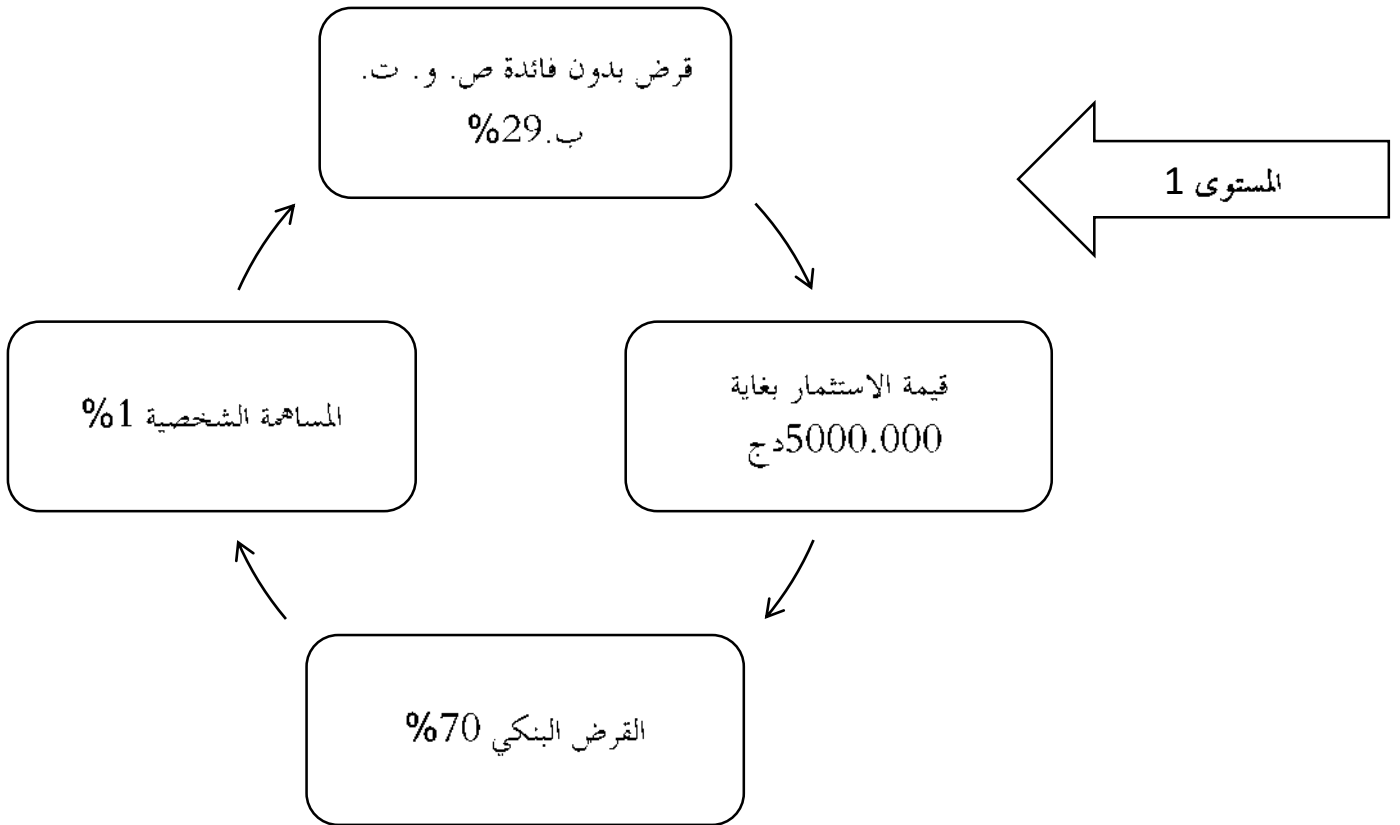 قرض بدون فائدة ص. و. ت.
ب.29%
المستوى 1
قيمة الاستثمار بغاية
5000.000دج
المساهمة الشخصية 1%
القرض البنكي 70%